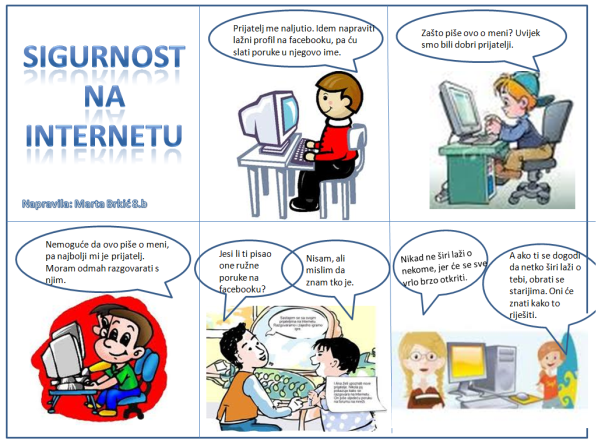 SIGURNOST
NA
INTERNETU
Napravila: Marta Brkić 8.b
Prijatelj me naljutio. Idem napraviti
lažni profil na facebooku, pa ću
slati poruke u njegovo ime.
Zašto piše ovo o meni? Uvijek
smo bili dobri prijatelji.
Nemoguće da ovo piše o meni,
pa najbolji mi je prijatelj.
Moram odmah razgovarati s
njim.
Jesi li ti pisao
one ružne
poruke na
facebooku?
Nisam, ali
mislim da
znam tko je.
Nikad ne širi laži o
nekome, jer će se sve
vrlo brzo otkriti.
A ako ti se dogodi
da netko širi laži o
tebi, obrati se
starijima. Oni će
znati kako to
riješiti.